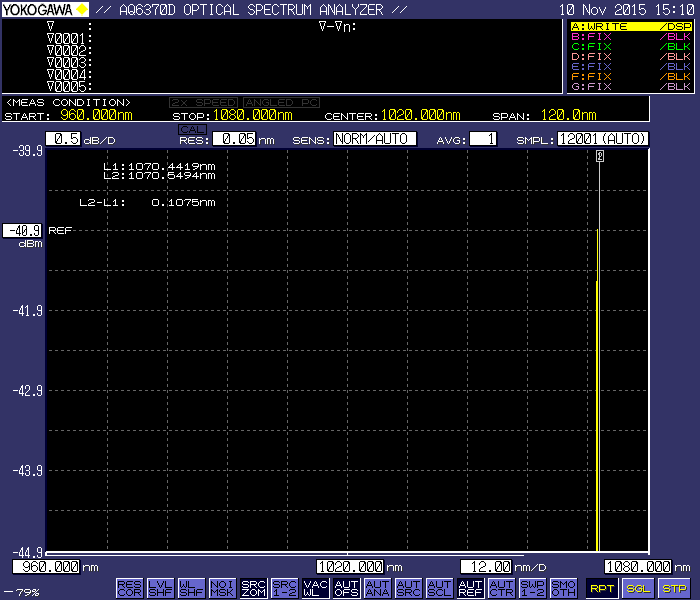 YOKOGAWA // AQ6370D OPTICAL SPECTRUM ANALYZER // 10 Nov 2015 15:10
∇ : ∇-∇n: A:WRITE /DSP
∇0001: B:FIX /BLK
∇0002: C:FIX /BLK
∇0003: D:FIX /BLK
∇0004: E:FIX /BLK
∇0005: F:FIX /BLK
G:FIX /BLK
<MEAS CONDITION> 2x SPEED ANGLED PC
START: 960.000nm STOP:1080.000nm CENTER:1020.000nm SPAN: 120.0nm
CAL
0.5 dB/D RES: 0.05 nm SENS: NORM/AUTO AVG: 1 SMPL: 12001(AUTO)
-39.9
2
L1:1070.4419nm
L2:1070.5494nm
L2-L1: 0.1075nm
-40.9 REF
dBm
-41.9
-42.9
-43.9
-44.9
960.000 nm 1020.000 nm 12.00 nm/D 1080.000 nm
-79% RES COR LVL SHF WL SHF NOI MSK SRC ZOM SRC 1-2 VAC WL AUT OFS AUT ANA AUT SRC AUT SCL AUT REF AUT CTR SWP 1-2 SMO OTH RPT SGL STP